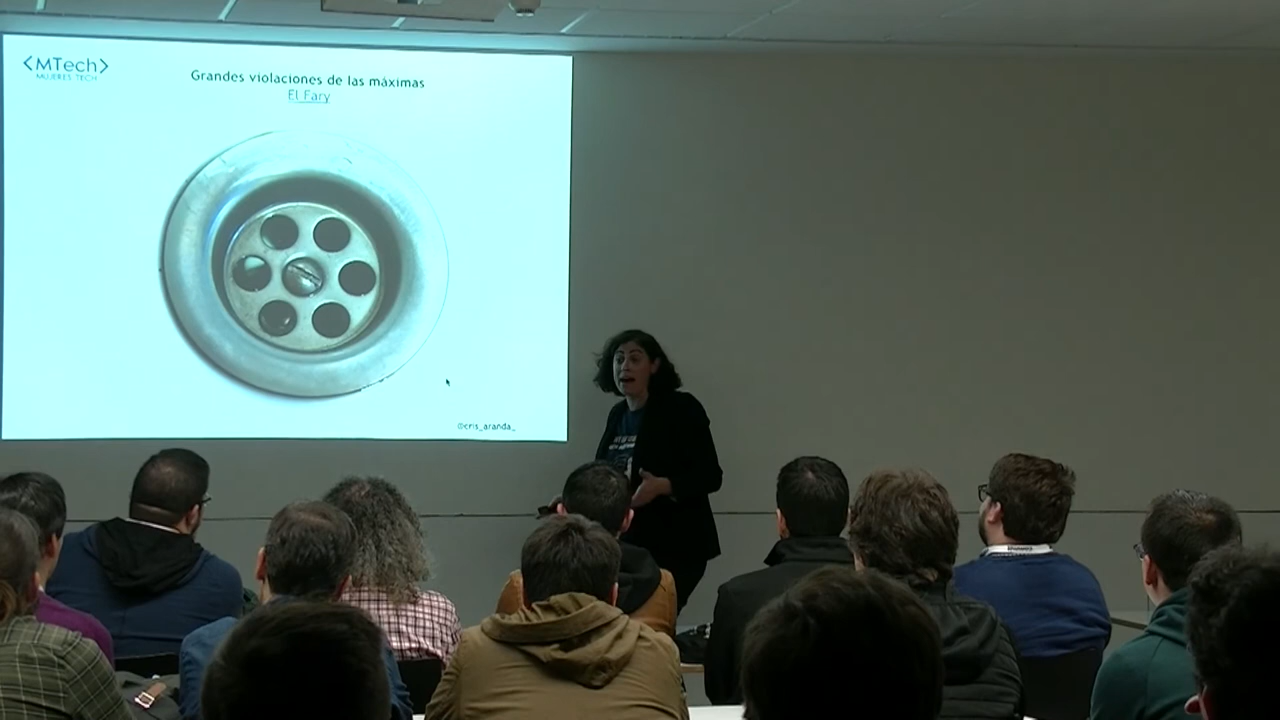 <MTech>
MUJERES TECH
Grandes violaciones de las máximas
El Fary
@cris_aranda_